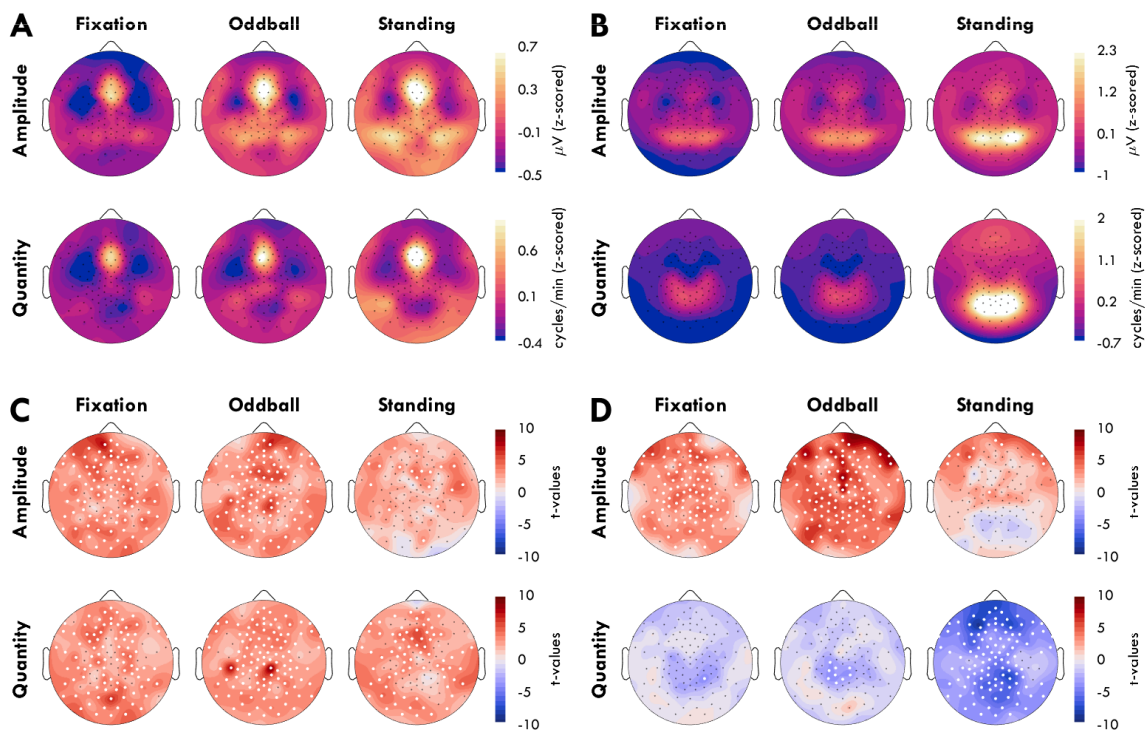 A
Fixation Oddball Standing
Amplitude
0.7
0.3
-0.1
-0.5
μV (z-scored)
Quantity
0.6
0.1
-0.4
cycles/min (z-scored)
B
Fixation Oddball Standing
Amplitude
2.3
1.2
0.1
-1
μV (z-scored)
Quantity
2
1.1
0.2
-0.7
cycles/min (z-scored)
C
Fixation Oddball Standing
Amplitude
10
5
0
-5
-10
t-values
Quantity
10
5
0
-5
-10
t-values
D
Fixation Oddball Standing
Amplitude
10
5
0
-5
-10
t-values
Quantity
10
5
0
-5
-10
t-values